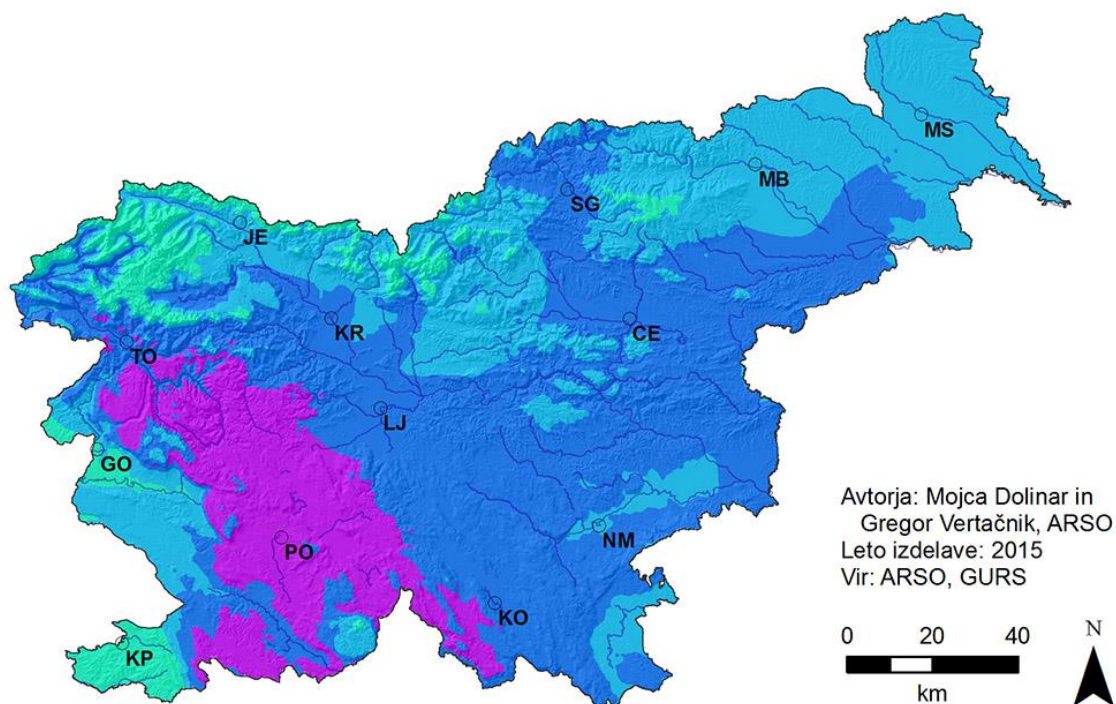 MS
MB
SG
JE
KR
CE
TO
LJ
GO
NM
PO
KO
KP
Avtorja: Mojca Dolinar in
Gregor Vertačnik, ARSO
Leto izdelave: 2015
Vir: ARSO, GURS
0 20 40
km
N